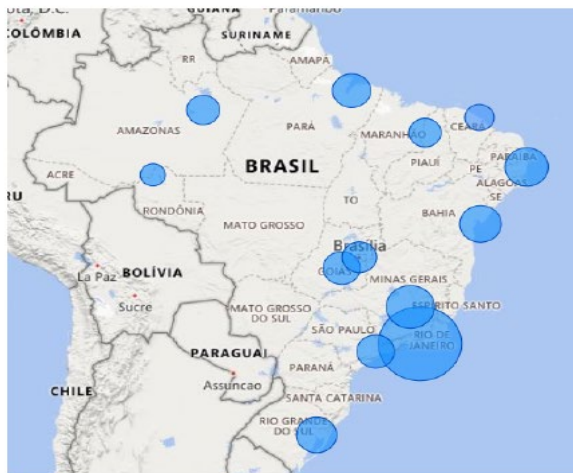 GUIANA
Paramaribo
COLÔMBIA
SURINAME
RR
AMAPÁ
AMAZONAS
PARÁ
MARANHÃO
CEARÁ
ACRE
BRASIL
PIAUÍ
PARAÍBA
PE
ALAGOAS
SE
RONDÔNIA
TO
MATO GROSSO
BAHIA
La Paz
BOLÍVIA
Brasília
GOIÁS
Sucre
MINAS GERAIS
MATO GROSSO
DO SUL
ESPÍRITO SANTO
SÃO PAULO
RIO DE
JANEIRO
PARAGUAI
PARANÁ
Assuncao
CHILE
SANTA CATARINA
RIO GRANDE
DO SUL